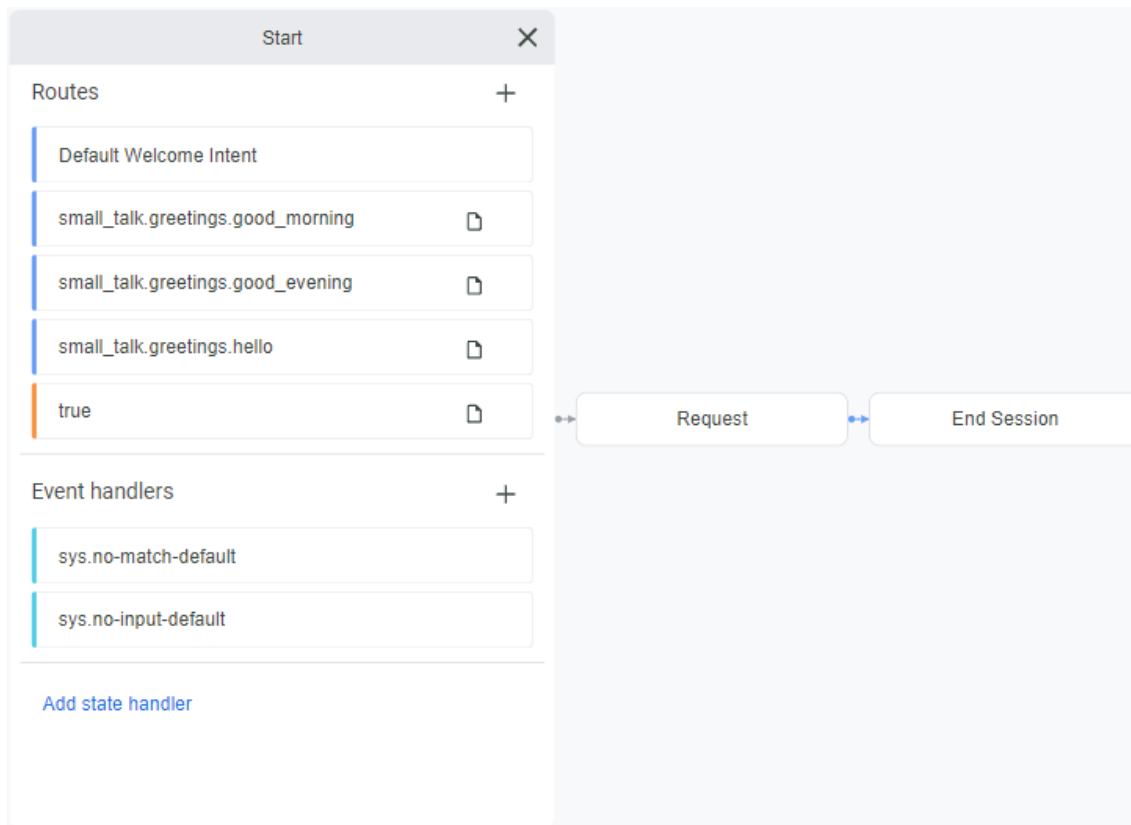 Start
Routes
Default Welcome Intent
small_talk.greetings.good_morning
small_talk.greetings.good_evening
small_talk.greetings.hello
true
Request
End Session
Event handlers
sys.no-match-default
sys.no-input-default
Add state handler